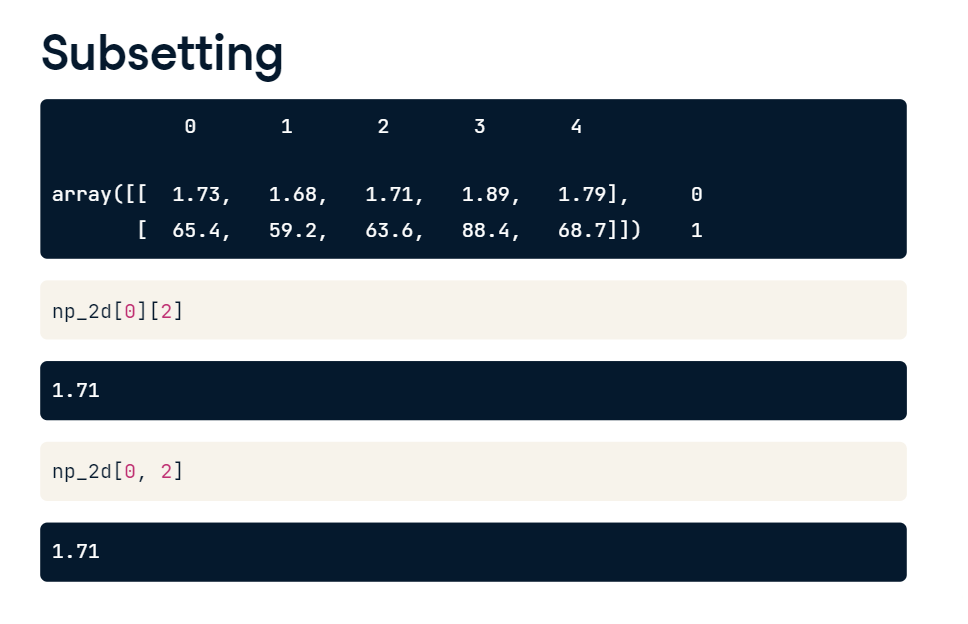 Subsetting
0 1 2 3 4
array([[ 1.73, 1.68, 1.71, 1.89, 1.79], 0
[ 65.4, 59.2, 63.6, 88.4, 68.7]]) 1
np_2d[0][2]
1.71
np_2d[0, 2]
1.71